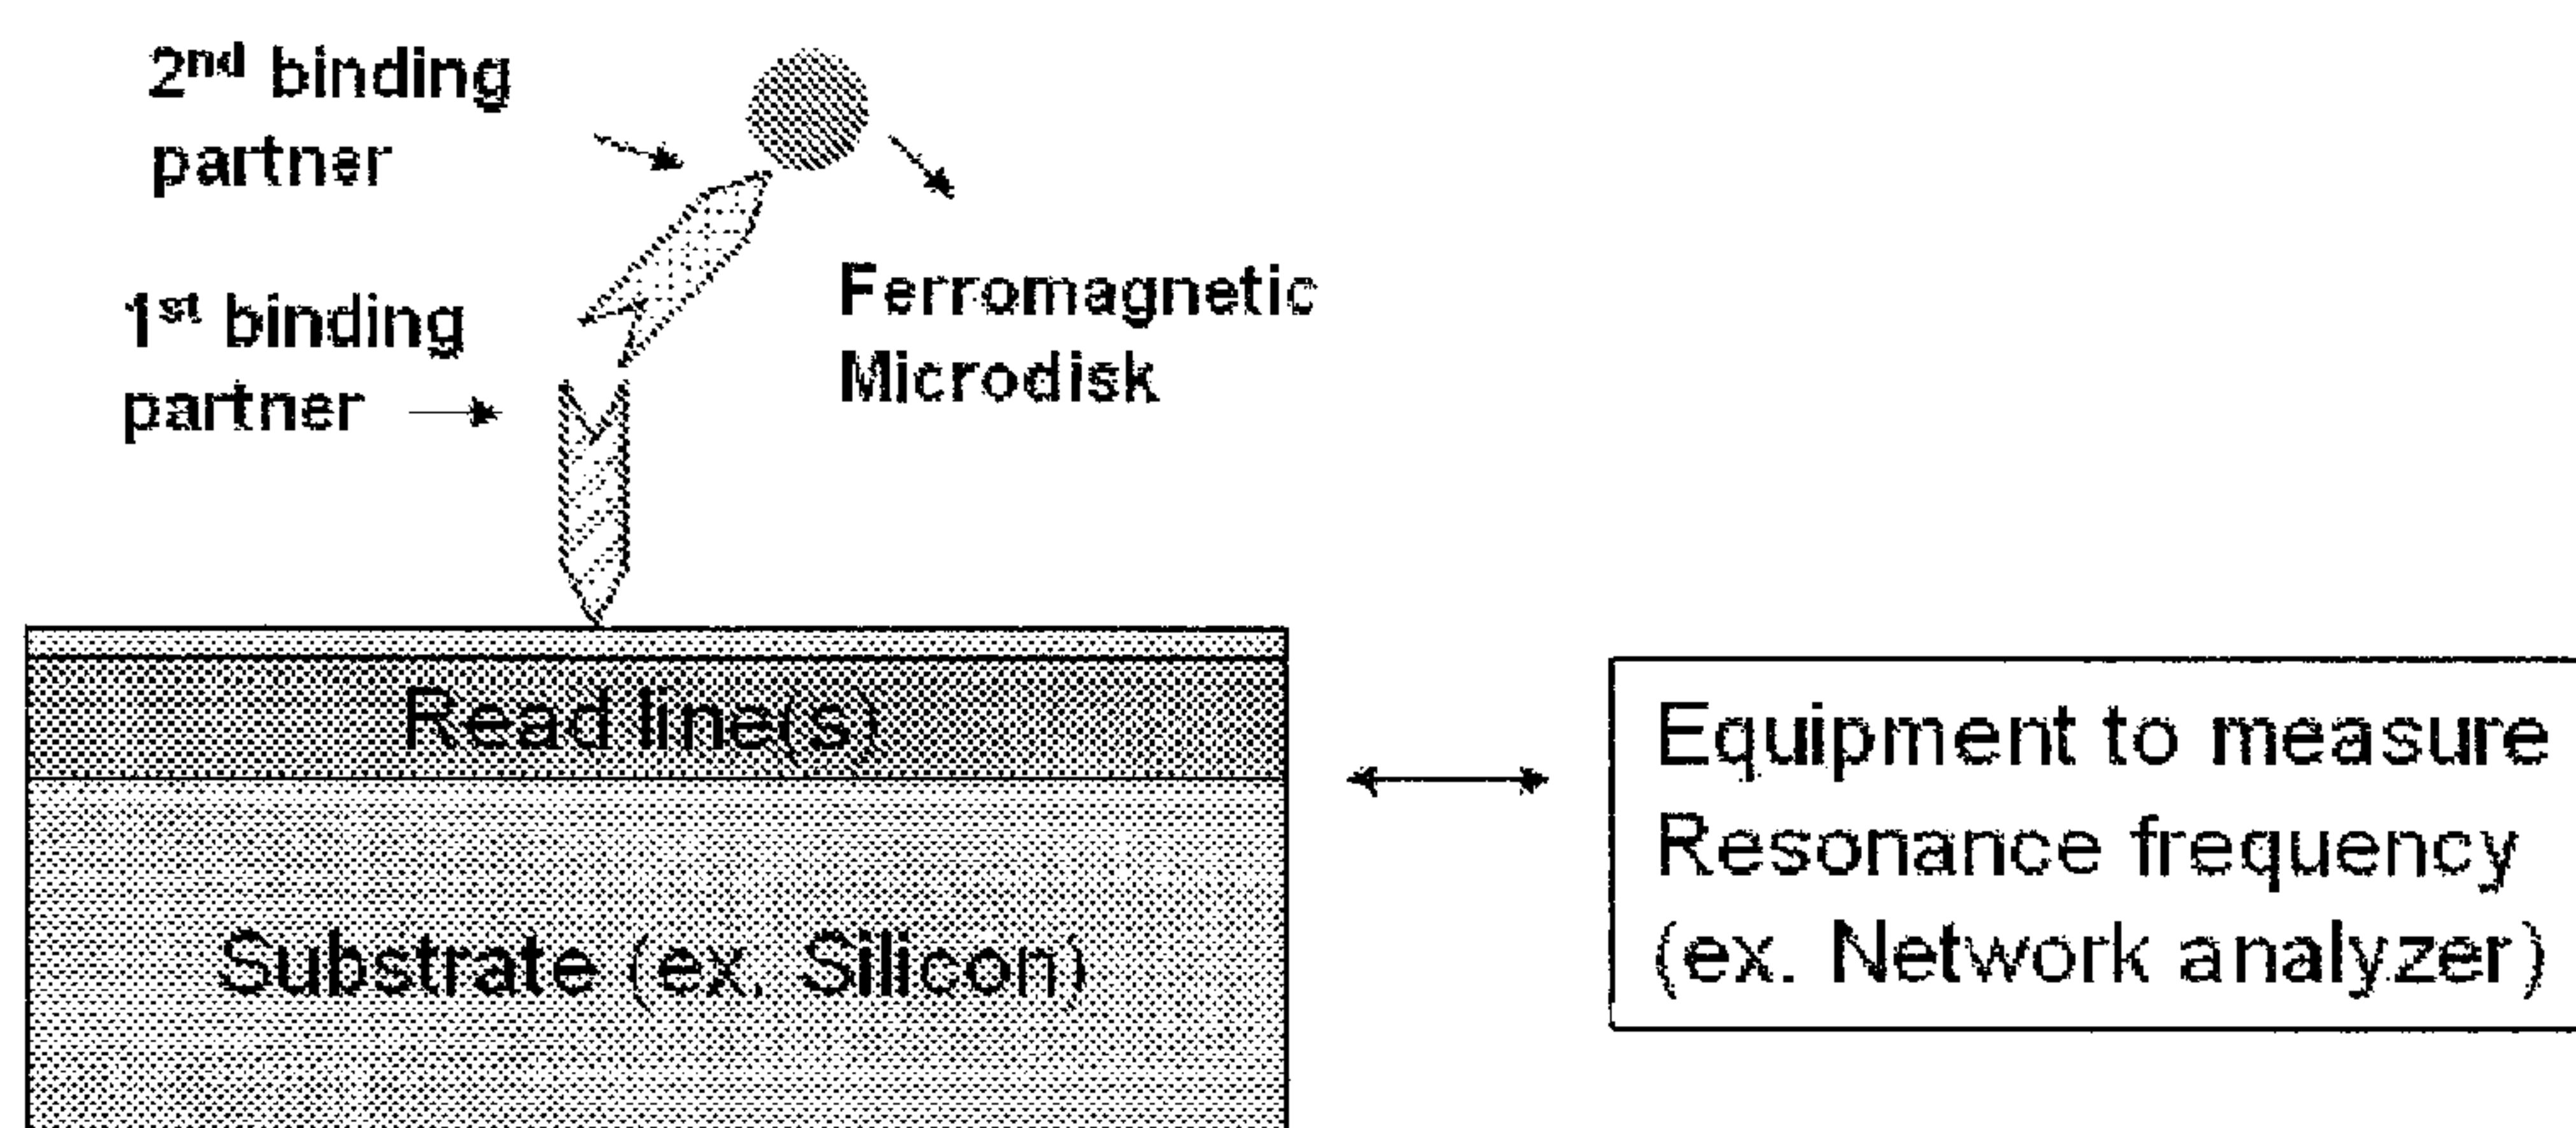 2nd binding
partner
1st binding
partner
Ferromagnetic
Microdisk
Read line(s)
Substrate (ex. Silicon)
Equipment to measure
Resonance frequency
(ex. Network analyzer)